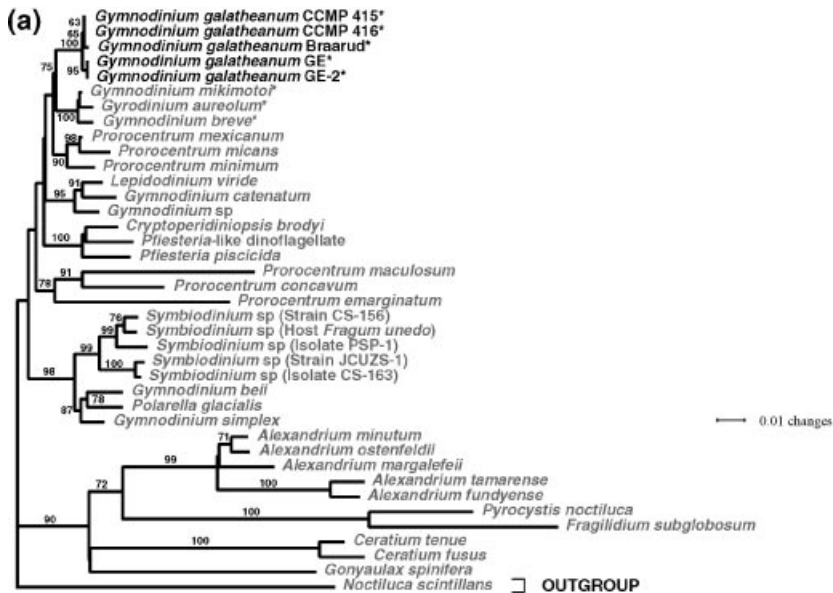 (a)
63
Gymnodinium galatheanum CCMP 415*
65
Gymnodinium galatheanum CCMP 416*
100
Gymnodinium galatheanum Braarud*
75
Gymnodinium galatheanum GE*
95
Gymnodinium galatheanum GE-2*
Gymnodinium mikimotoi*
Gyrodinium aureolum*
100
Gymnodinium breve*
98
Prorocentrum mexicanum
Prorocentrum micans
90
Prorocentrum minimum
91
Lepidodinium viride
95
Gymnodinium catenatum
Gymnodinium sp
Cryptoperidiniopsis brodyi
100
Pfiesteria-like dinoflagellate
Pfiesteria piscicida
91
Prorocentrum maculosum
78
Prorocentrum concavum
Prorocentrum emarginatum
76
Symbiodinium sp (Strain CS-156)
99
Symbiodinium sp (Host Fragum unedo)
99
Symbiodinium sp (Isolate PSP-1)
100
Symbiodinium sp (Strain JCUZS-1)
98
Symbiodinium sp (Isolate CS-163)
Gymnodinium beii
78
Polarella glacialis
87
Gymnodinium simplex
0.01 changes
71
Alexandrium minutum
Alexandrium ostenfeldii
99
Alexandrium margalefeii
72
100
Alexandrium tamarense
Alexandrium fundyense
100
Pyrocystis noctiluca
90
Fragilidium subglobosum
100
Ceratium tenue
Ceratium fusus
Gonyaulax spinifera
Noctiluca scintillans
OUTGROUP